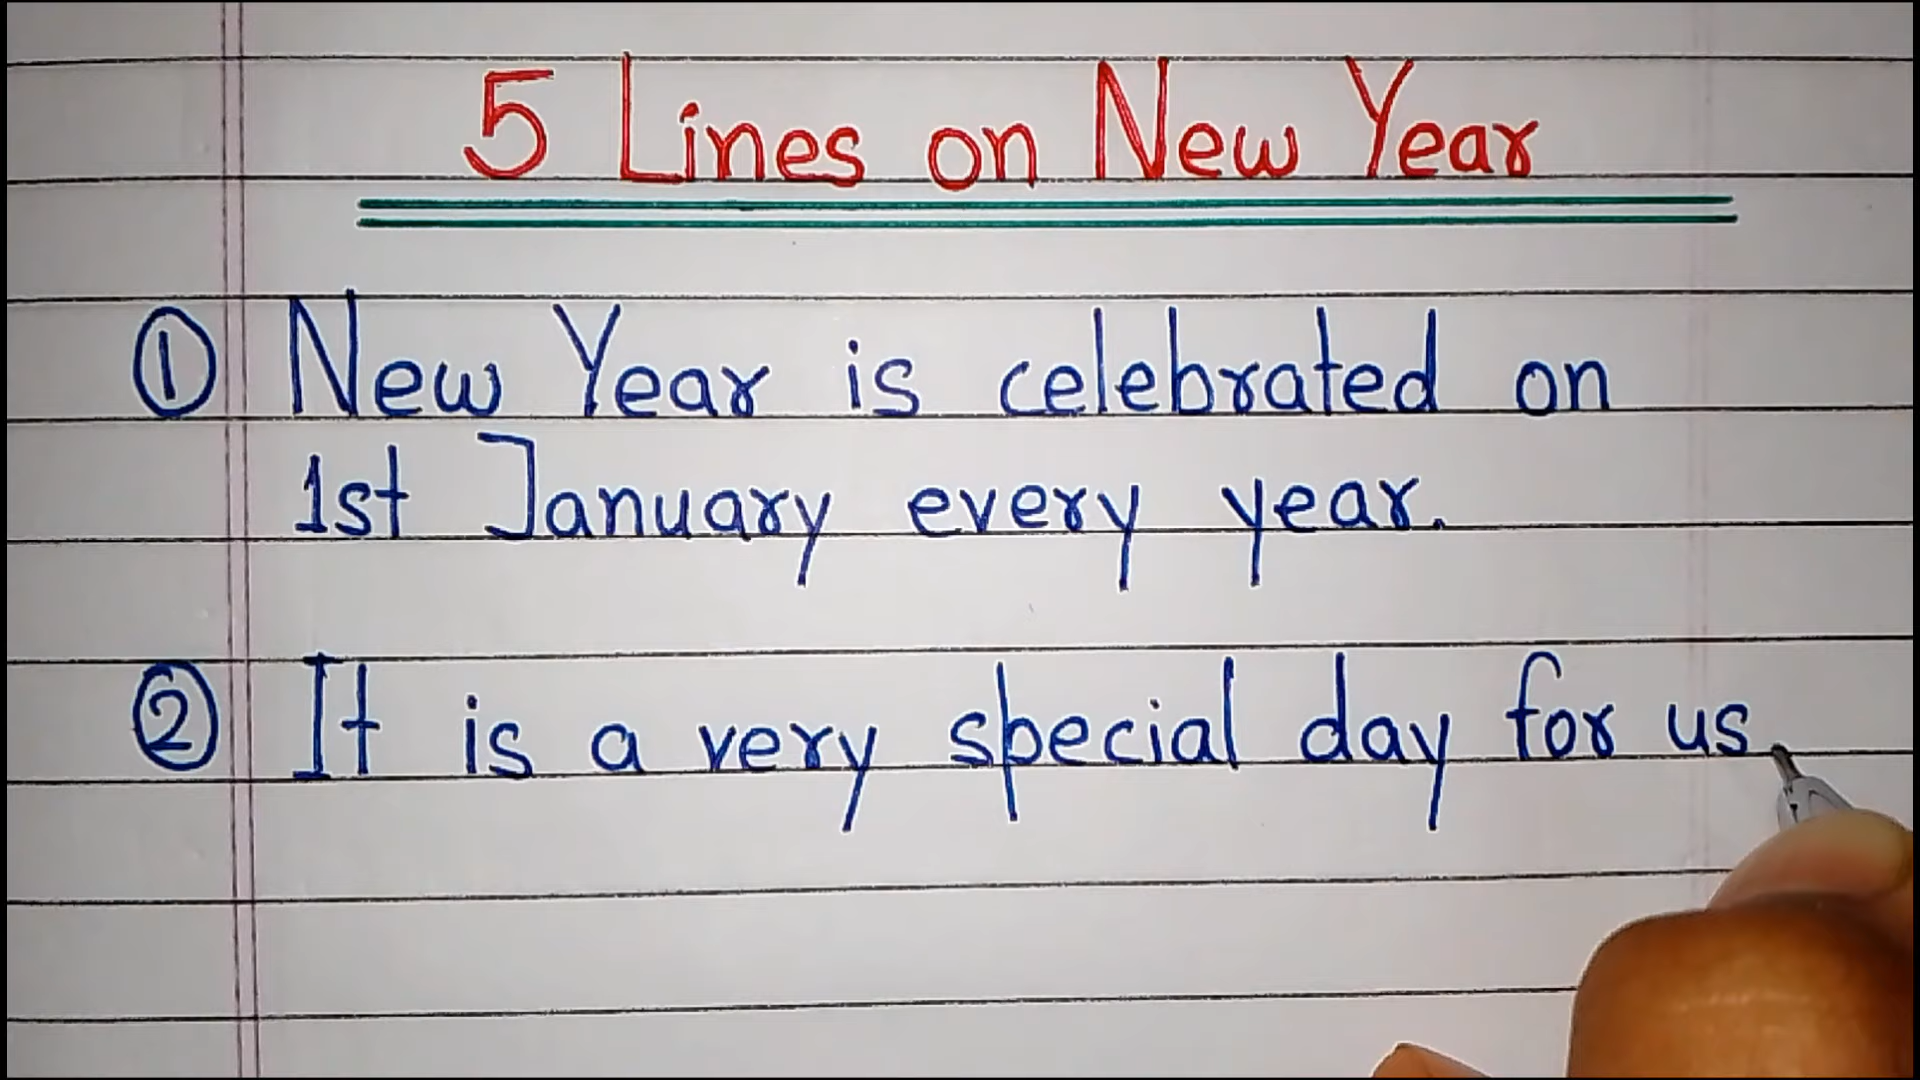 5 Lines on New Year
① New Year is celebrated on
1st January every year.
② It is a very special day for us.